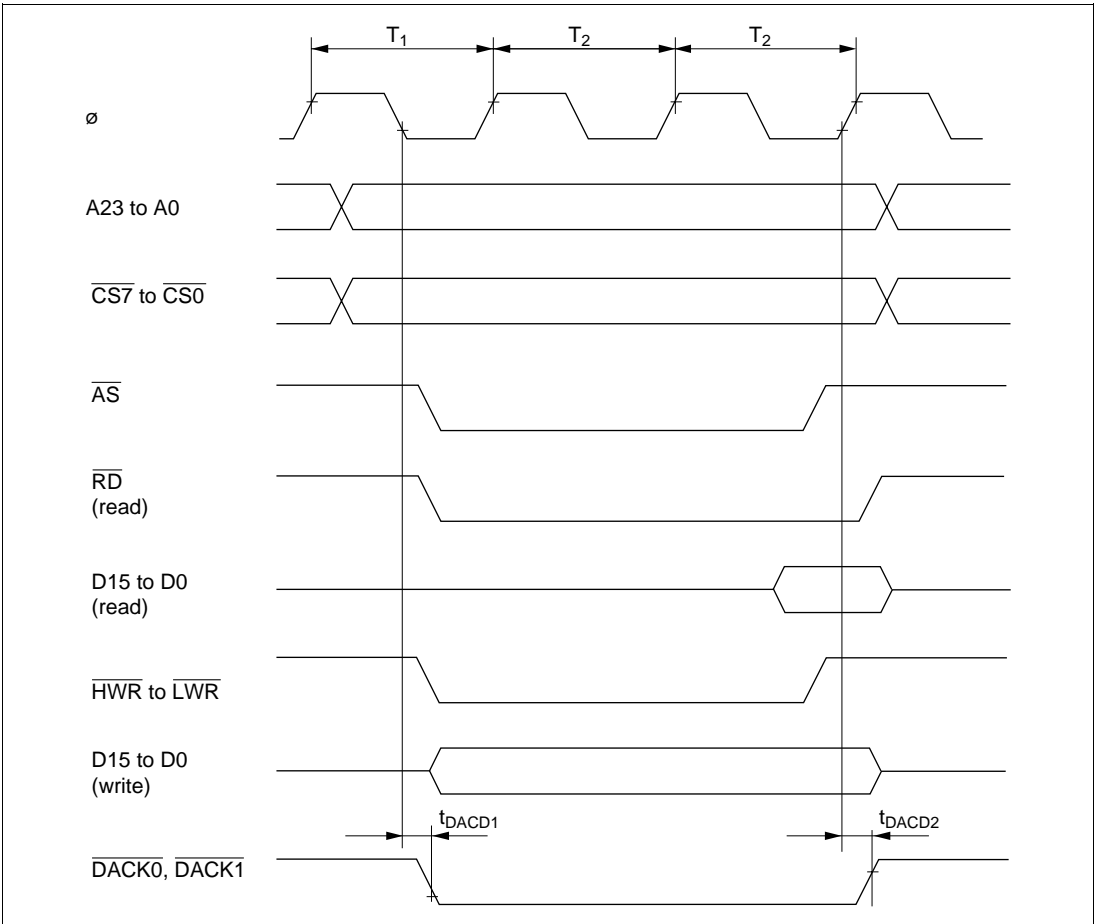 T1 T2 T2
ø
A23 to A0
CS7 to CS0
AS
RD
(read)
D15 to D0
(read)
HWR to LWR
D15 to D0
(write)
tDACD1 tDACD2
DACK0, DACK1